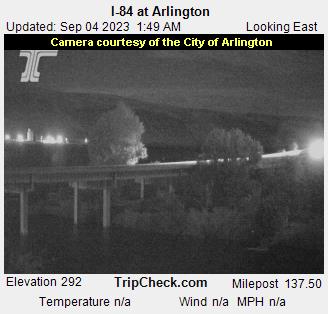 I-84 at Arlington
Updated: Sep 04 2023 1:49 AM Looking East
Camera courtesy of the City of Arlington
Elevation 292 TripCheck.com Milepost 137.50
Temperature n/a Wind n/a MPH n/a